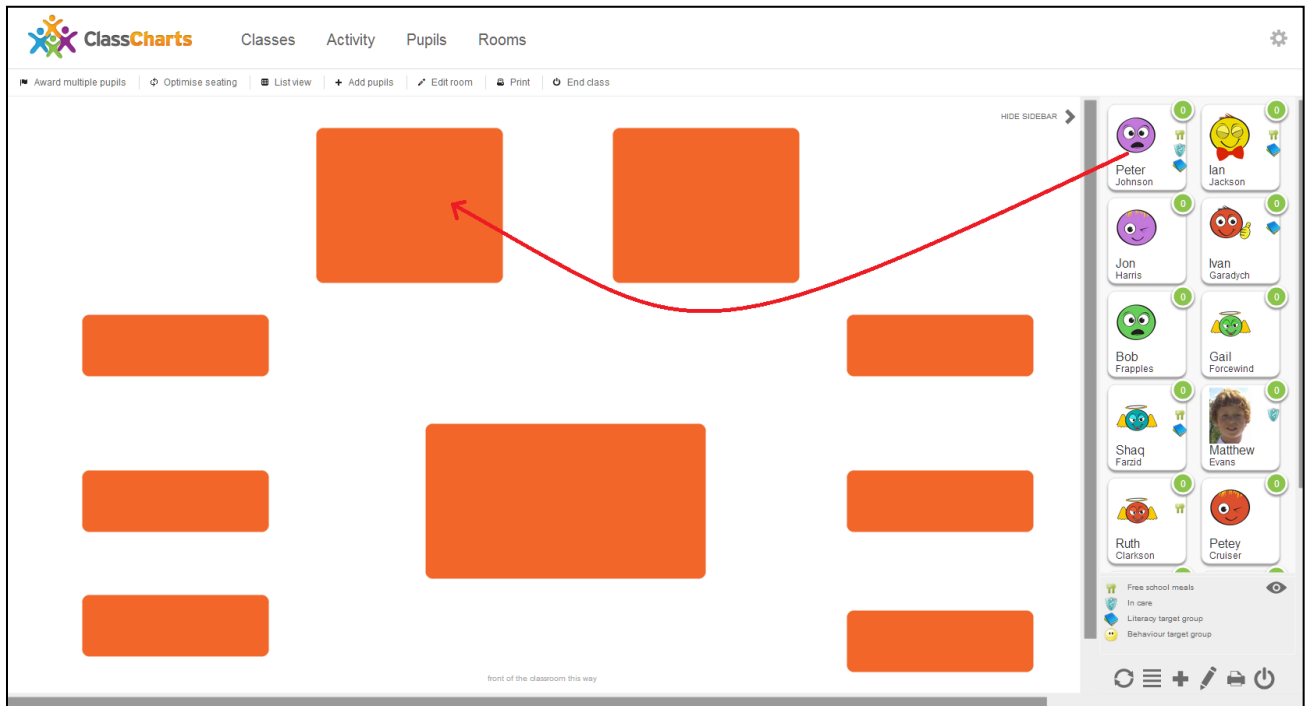 ClassCharts Classes Activity Pupils Rooms
Award multiple pupils Optimise seating List view Add pupils Edit room Print End class
HIDE SIDEBAR
0 0
Peter Ian
Johnson Jackson
0 0
Jon Ivan
Harris Garadych
0 0
Bob Gail
Frapples Forcewind
0 0
Shaq Matthew
Farzid Evans
0 0
Ruth Petey
Clarkson Cruiser
Free school meals
In care
Literacy target group
Behaviour target group
front of the classroom this way